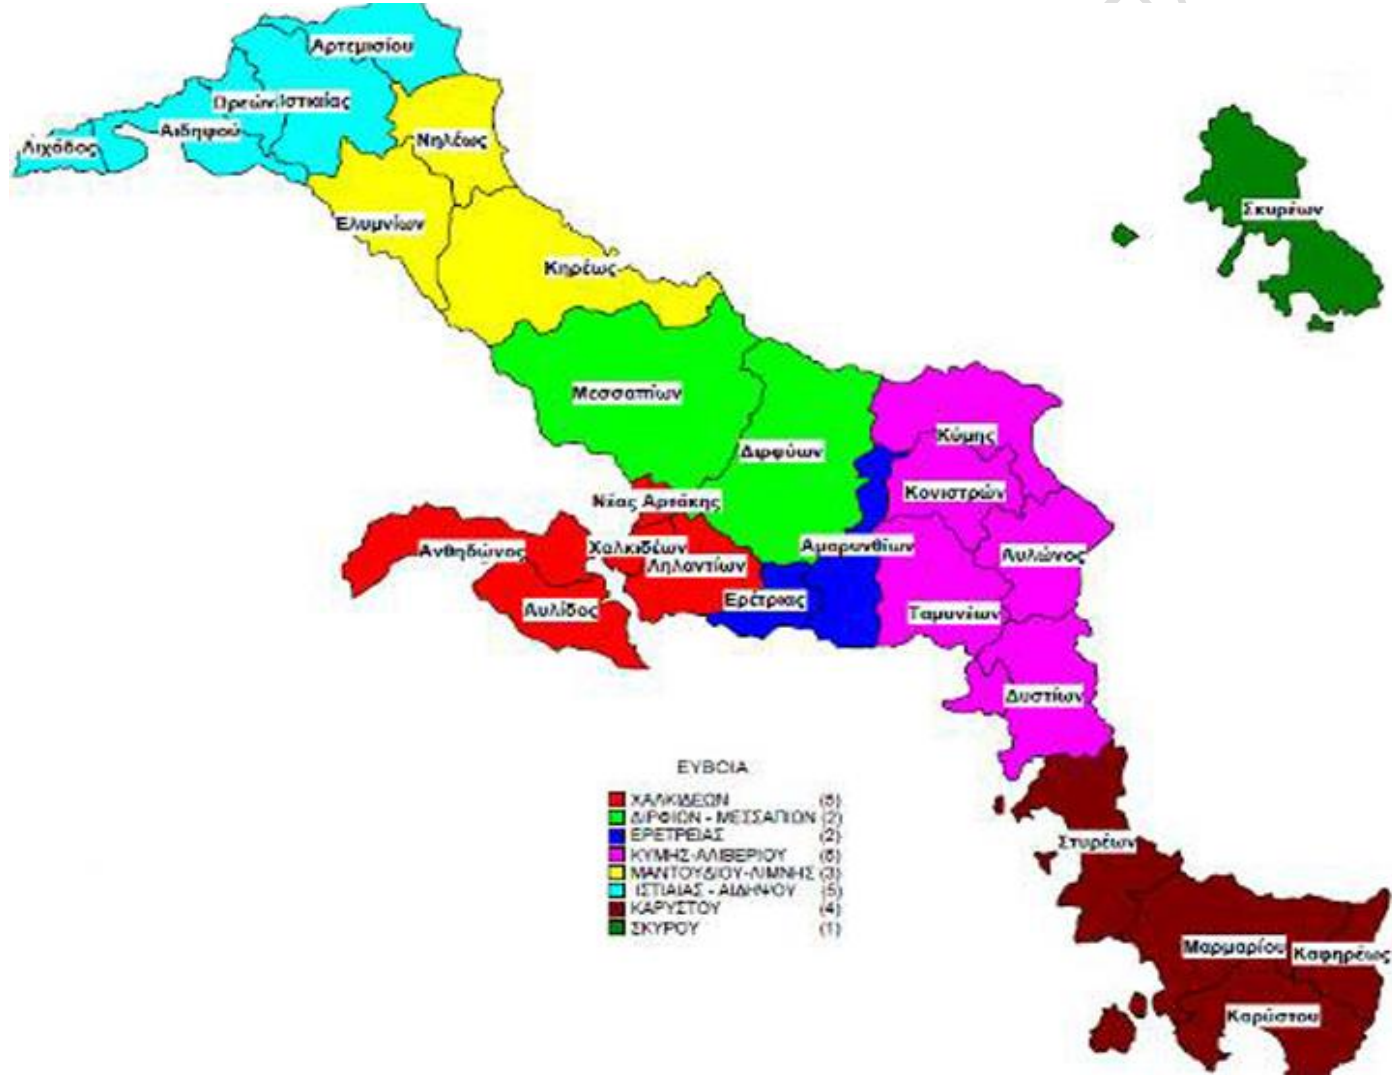 Αρτεμισίου
Ωρεών Ιστιαίας
Αιδηψού
Λιχάδος
Νηλέως
Ελυμνίων
Σκυρέων
Κηρέως
Μεσσαπίων
Κύμης
Διρφύων
Κονιστρών
Νέας Αρτάκης
Ανθηδώνος
Χαλκιδέων
Αμαρυνθίων
Αυλώνος
Ληλαντίων
Ερέτριας
Αυλίδος
Ταμυνέων
Δυστίων
ΕΥΒΟΙΑ
ΧΑΛΚΙΔΕΩΝ (5)
ΔΙΡΦΙΩΝ - ΜΕΣΣΑΠΙΩΝ (2)
ΕΡΕΤΡΕΙΑΣ (2)
ΚΥΜΗΣ-ΑΛΙΒΕΡΙΟΥ
ΜΑΝΤΟΥΔΙΟΥ-ΛΙΜΝΗΣ (3)
ΙΣΤΙΑΙΑΣ - ΑΙΔΗΨΟΥ (5)
ΚΑΡΥΣΤΟΥ (4)
ΣΚΥΡΟΥ (1)
Στυρέων
Μαρμαρίου
Καφηρέως
Καρύστου